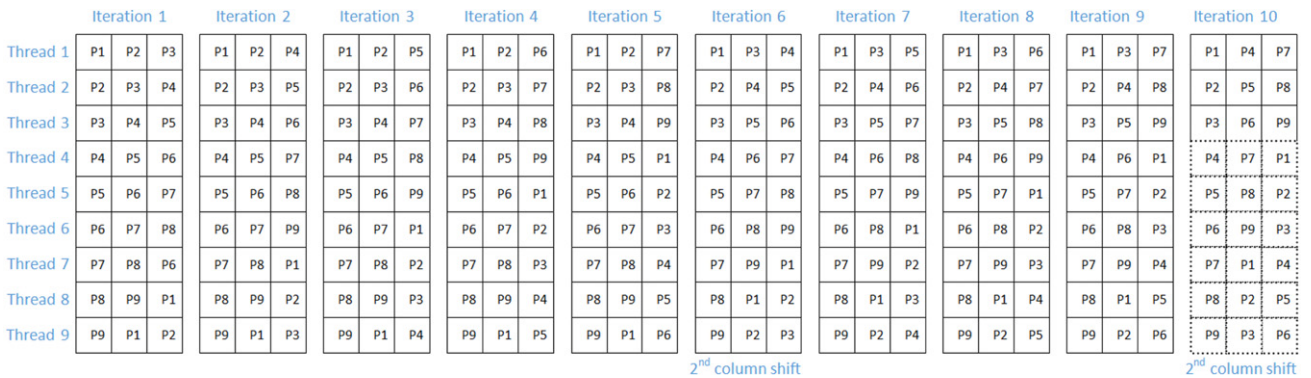 Iteration 1 Iteration 2 Iteration 3 Iteration 4 Iteration 5 Iteration 6 Iteration 7 Iteration 8 Iteration 9 Iteration 10
Thread 1 P1 P2 P3 P1 P2 P4 P1 P2 P5 P1 P2 P6 P1 P2 P7 P1 P3 P4 P1 P3 P5 P1 P3 P6 P1 P3 P7 P1 P4 P7
Thread 2 P2 P3 P4 P2 P3 P5 P2 P3 P6 P2 P3 P7 P2 P3 P8 P2 P4 P5 P2 P4 P6 P2 P4 P7 P2 P4 P8 P2 P5 P8
Thread 3 P3 P4 P5 P3 P4 P6 P3 P4 P7 P3 P4 P8 P3 P4 P9 P3 P5 P6 P3 P5 P7 P3 P5 P8 P3 P5 P9 P3 P6 P9
Thread 4 P4 P5 P6 P4 P5 P7 P4 P5 P8 P4 P5 P9 P4 P5 P1 P4 P6 P7 P4 P6 P8 P4 P6 P9 P4 P6 P1 P4 P7 P1
Thread 5 P5 P6 P7 P5 P6 P8 P5 P6 P9 P5 P6 P1 P5 P6 P2 P5 P7 P8 P5 P7 P9 P5 P7 P1 P5 P7 P2 P5 P8 P2
Thread 6 P6 P7 P8 P6 P7 P9 P6 P7 P1 P6 P7 P2 P6 P7 P3 P6 P8 P9 P6 P8 P1 P6 P8 P2 P6 P8 P3 P6 P9 P3
Thread 7 P7 P8 P6 P7 P8 P1 P7 P8 P2 P7 P8 P3 P7 P8 P4 P7 P9 P1 P7 P9 P2 P7 P9 P3 P7 P9 P4 P7 P1 P4
Thread 8 P8 P9 P1 P8 P9 P2 P8 P9 P3 P8 P9 P4 P8 P9 P5 P8 P1 P2 P8 P1 P3 P8 P1 P4 P8 P1 P5 P8 P2 P5
Thread 9 P9 P1 P2 P9 P1 P3 P9 P1 P4 P9 P1 P5 P9 P1 P6 P9 P2 P3 P9 P2 P4 P9 P2 P5 P9 P2 P6 P9 P3 P6
2nd column shift 2nd column shift